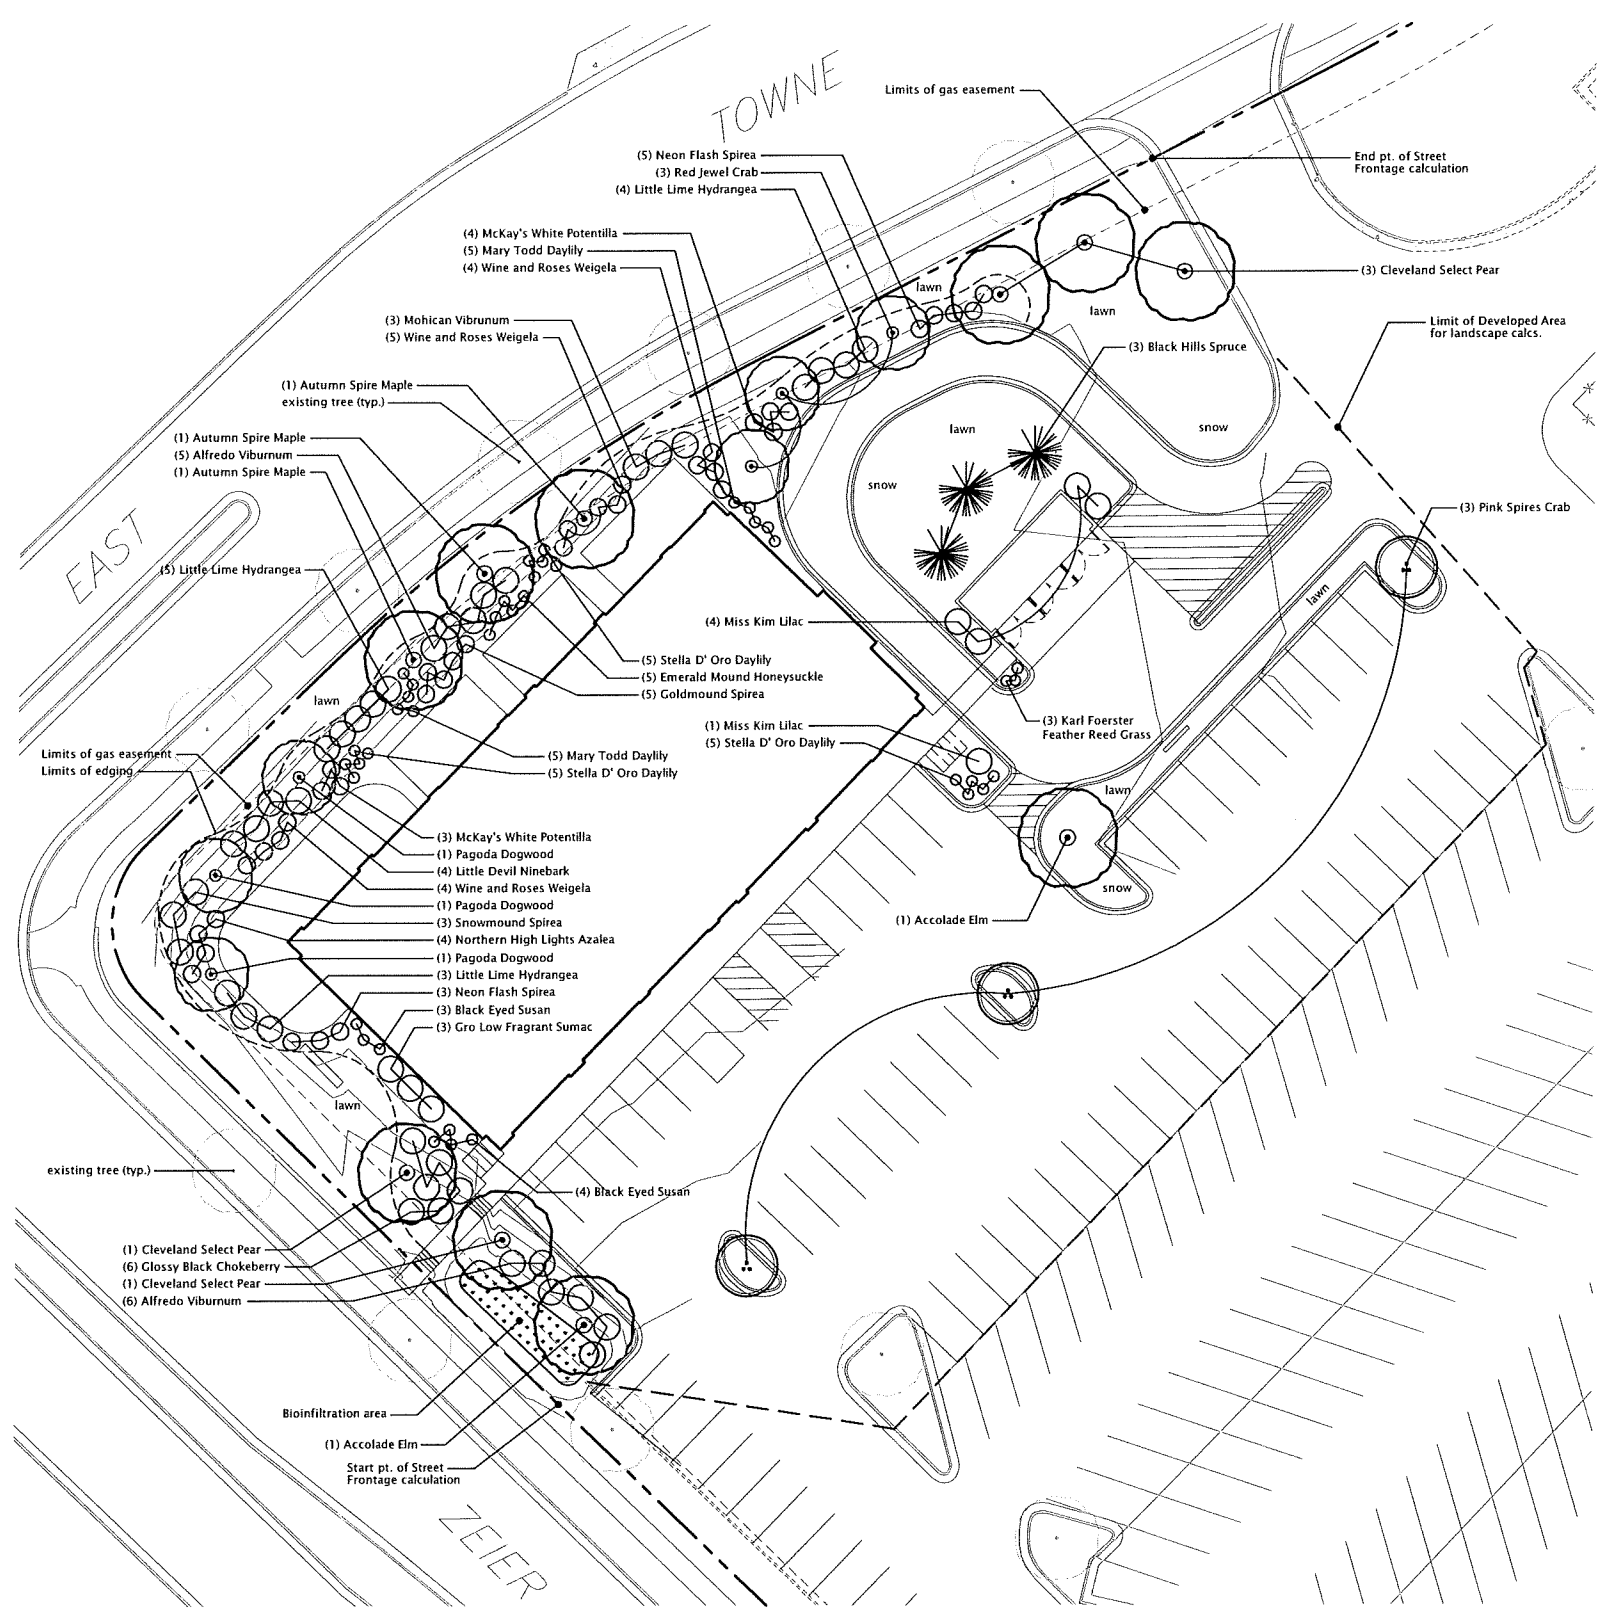 TOWNE
Limits of gas easement
(5) Neon Flash Spirea
(3) Red Jewel Crab
(4) Little Lime Hydrangea
End pt. of Street
Frontage calculation
(4) McKay's White Potentilla
(5) Mary Todd Daylily
(4) Wine and Roses Weigela
(3) Cleveland Select Pear
lawn
lawn
(3) Mohican Vibrunum
(5) Wine and Roses Weigela
Limit of Developed Area
for landscape calcs.
(3) Black Hills Spruce
(1) Autumn Spire Maple
existing tree (typ.)
(1) Autumn Spire Maple
(5) Alfredo Viburnum
(1) Autumn Spire Maple
lawn
snow
snow
(3) Pink Spires Crab
EAST
(5) Little Lime Hydrangea
lawn
(4) Miss Kim Lilac
(5) Stella D' Oro Daylily
(5) Emerald Mound Honeysuckle
(5) Goldmound Spirea
lawn
(3) Karl Foerster
Feather Reed Grass
(1) Miss Kim Lilac
(5) Stella D' Oro Daylily
Limits of gas easement
Limits of edging
(5) Mary Todd Daylily
(5) Stella D' Oro Daylily
lawn
(3) McKay's White Potentilla
(1) Pagoda Dogwood
(4) Little Devil Ninebark
(4) Wine and Roses Weigela
(1) Pagoda Dogwood
(3) Snowmound Spirea
(4) Northern High Lights Azalea
(1) Pagoda Dogwood
(3) Little Lime Hydrangea
(3) Neon Flash Spirea
(3) Black Eyed Susan
(3) Gro Low Fragrant Sumac
snow
(1) Accolade Elm
lawn
existing tree (typ.)
(4) Black Eyed Susan
(1) Cleveland Select Pear
(6) Glossy Black Chokeberry
(1) Cleveland Select Pear
(6) Alfredo Viburnum
Bioinfiltration area
(1) Accolade Elm
Start pt. of Street
Frontage calculation
ZEIER